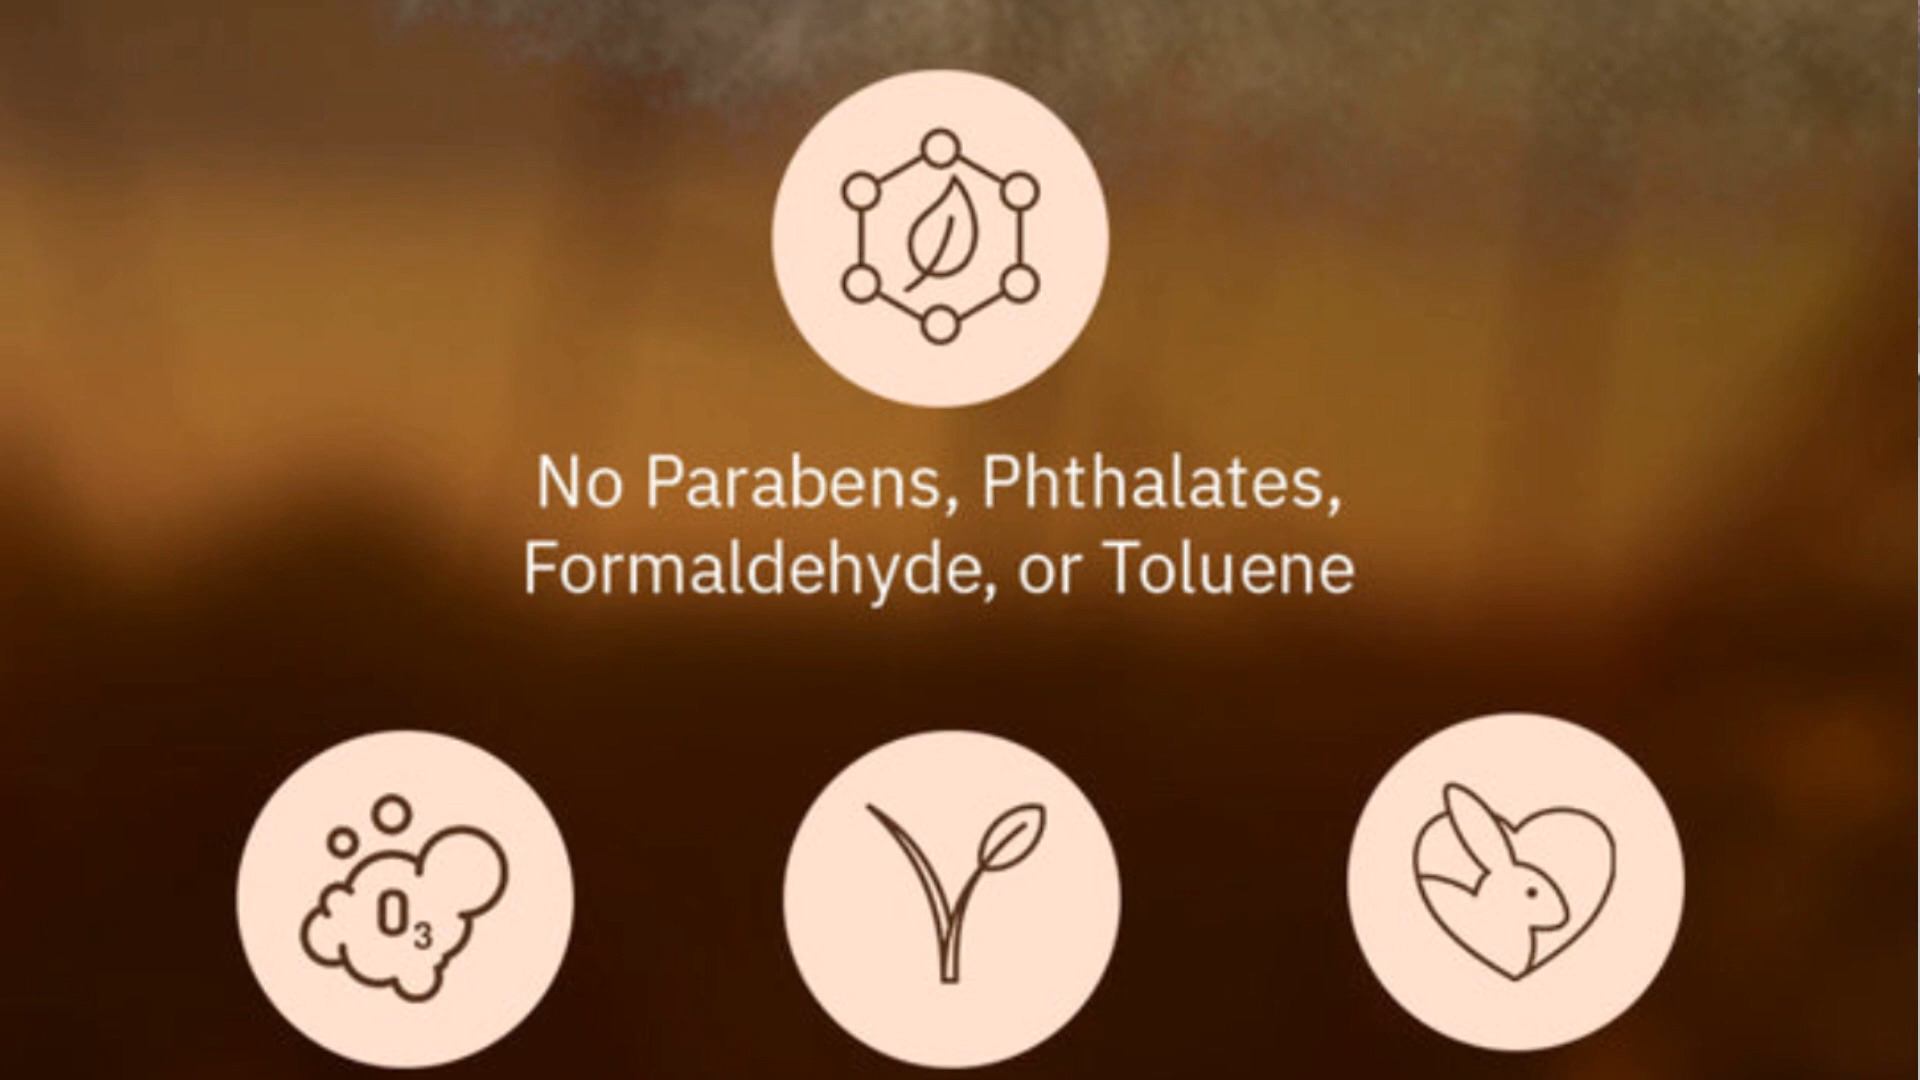 No Parabens, Phthalates,
Formaldehyde, or Toluene
O3